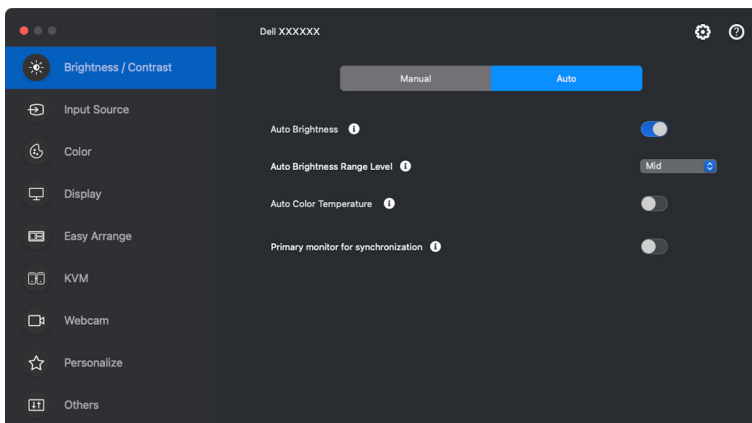 Dell XXXXXX
Brightness / Contrast
Input Source
Color
Display
Easy Arrange
KVM
Webcam
Personalize
Others
Manual
Auto
Auto Brightness
Auto Brightness Range Level
Mid
Auto Color Temperature
Primary monitor for synchronization